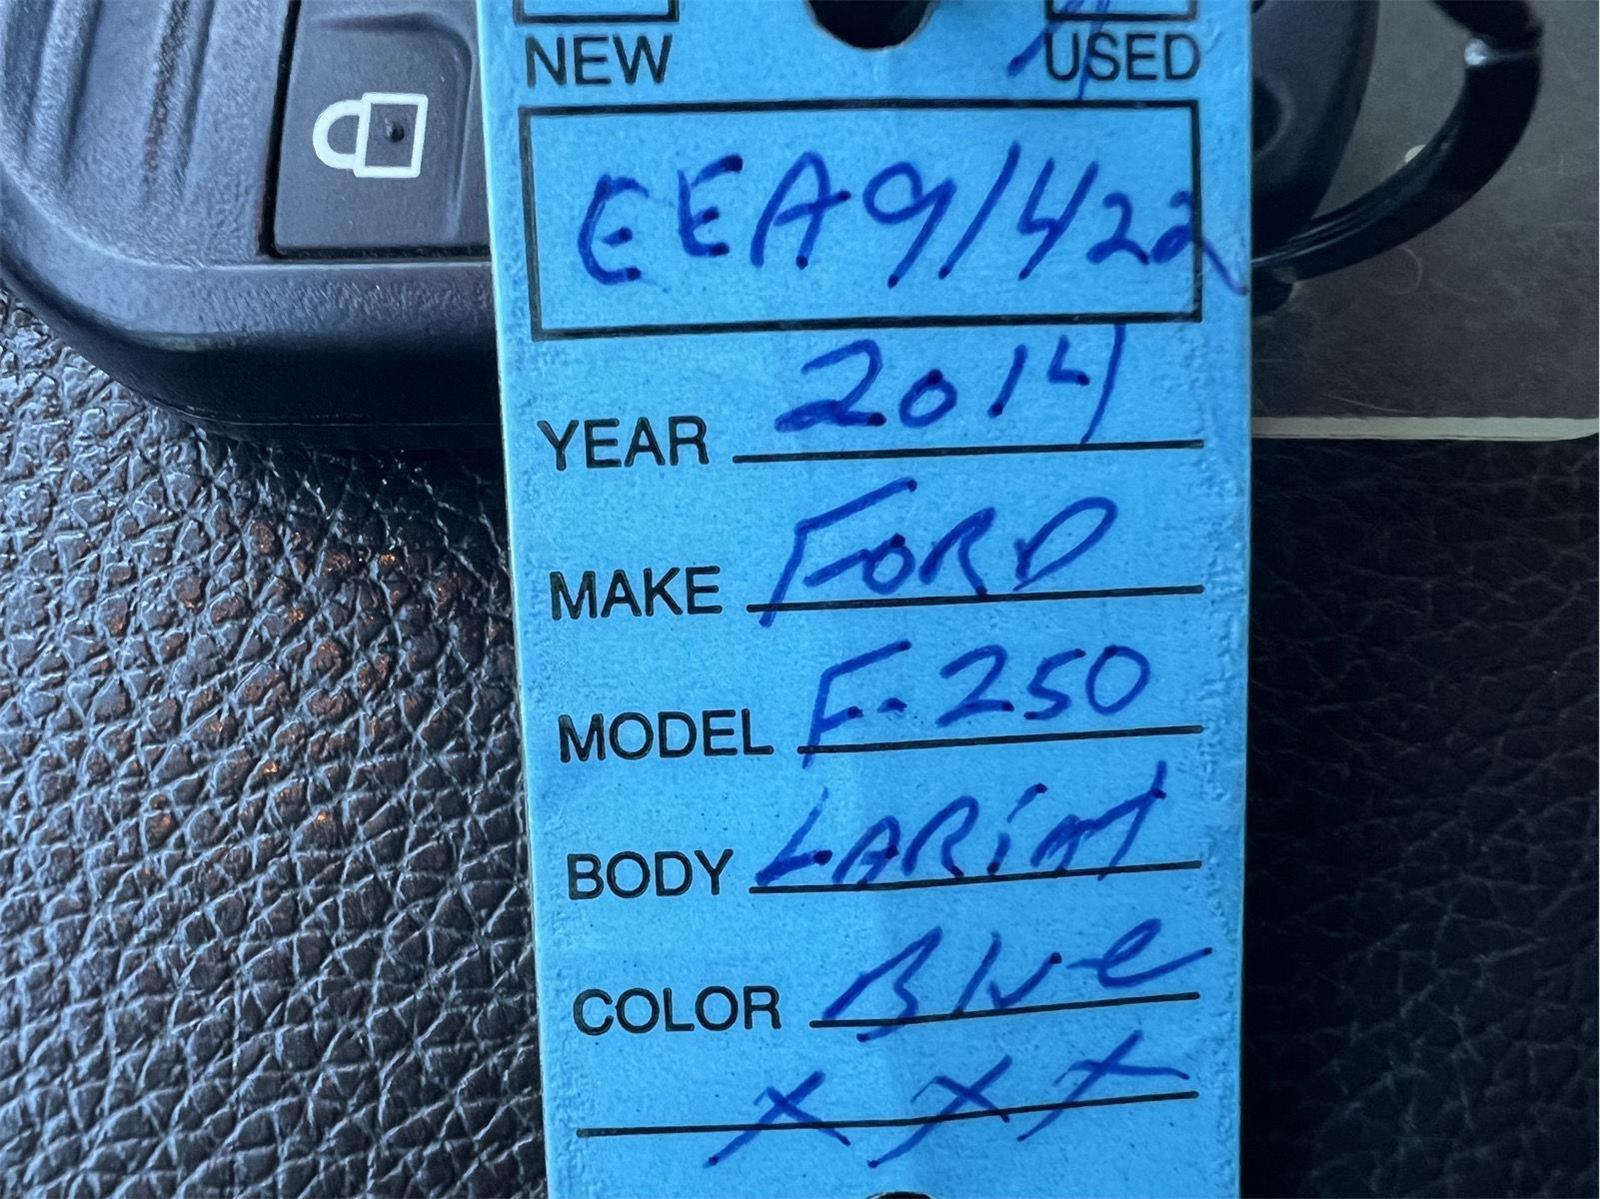 NEW USED
EEA91422
YEAR 2014
MAKE FORD
MODEL F-250
BODY LARiAT
COLOR Blue
XXX